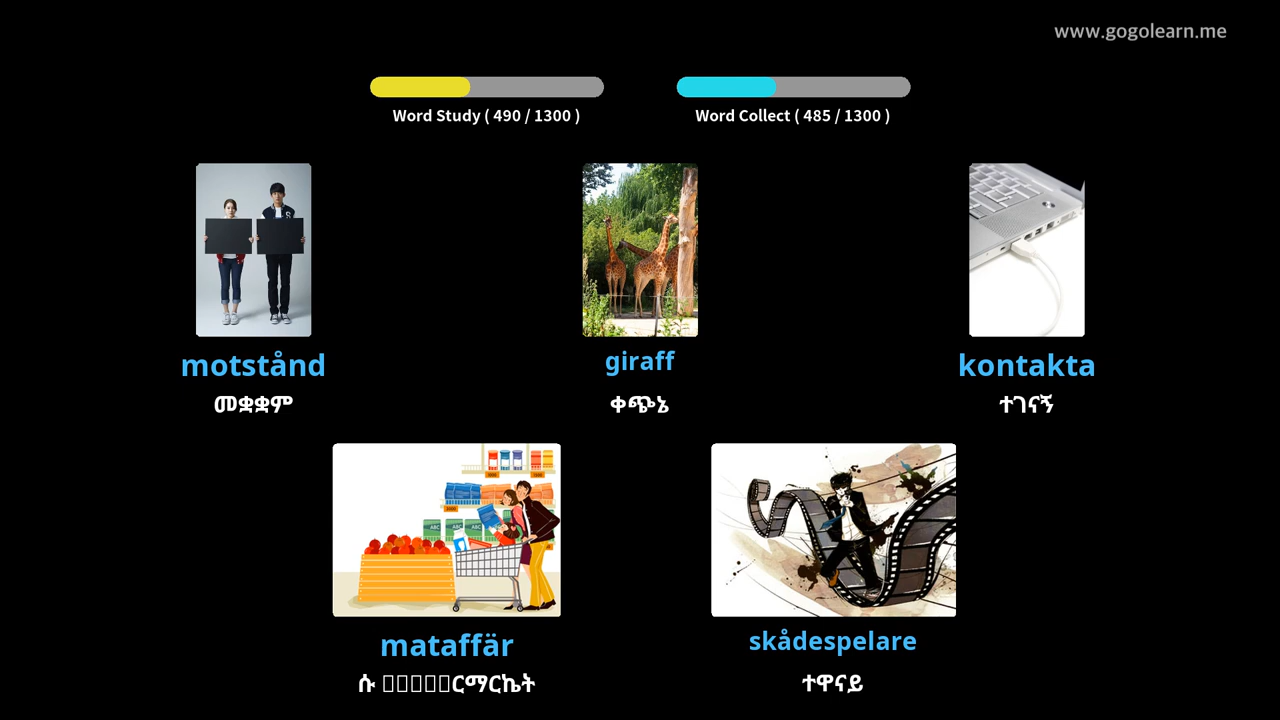 www.gogolearn.me
Word Study ( 490 / 1300 )
Word Collect ( 485 / 1300 )
motstånd
giraff
kontakta
መቋቋም
ቀጭኔ
ተገናኝ
mataffär
skådespelare
ሱ ርማርኬት
ተዋናይ